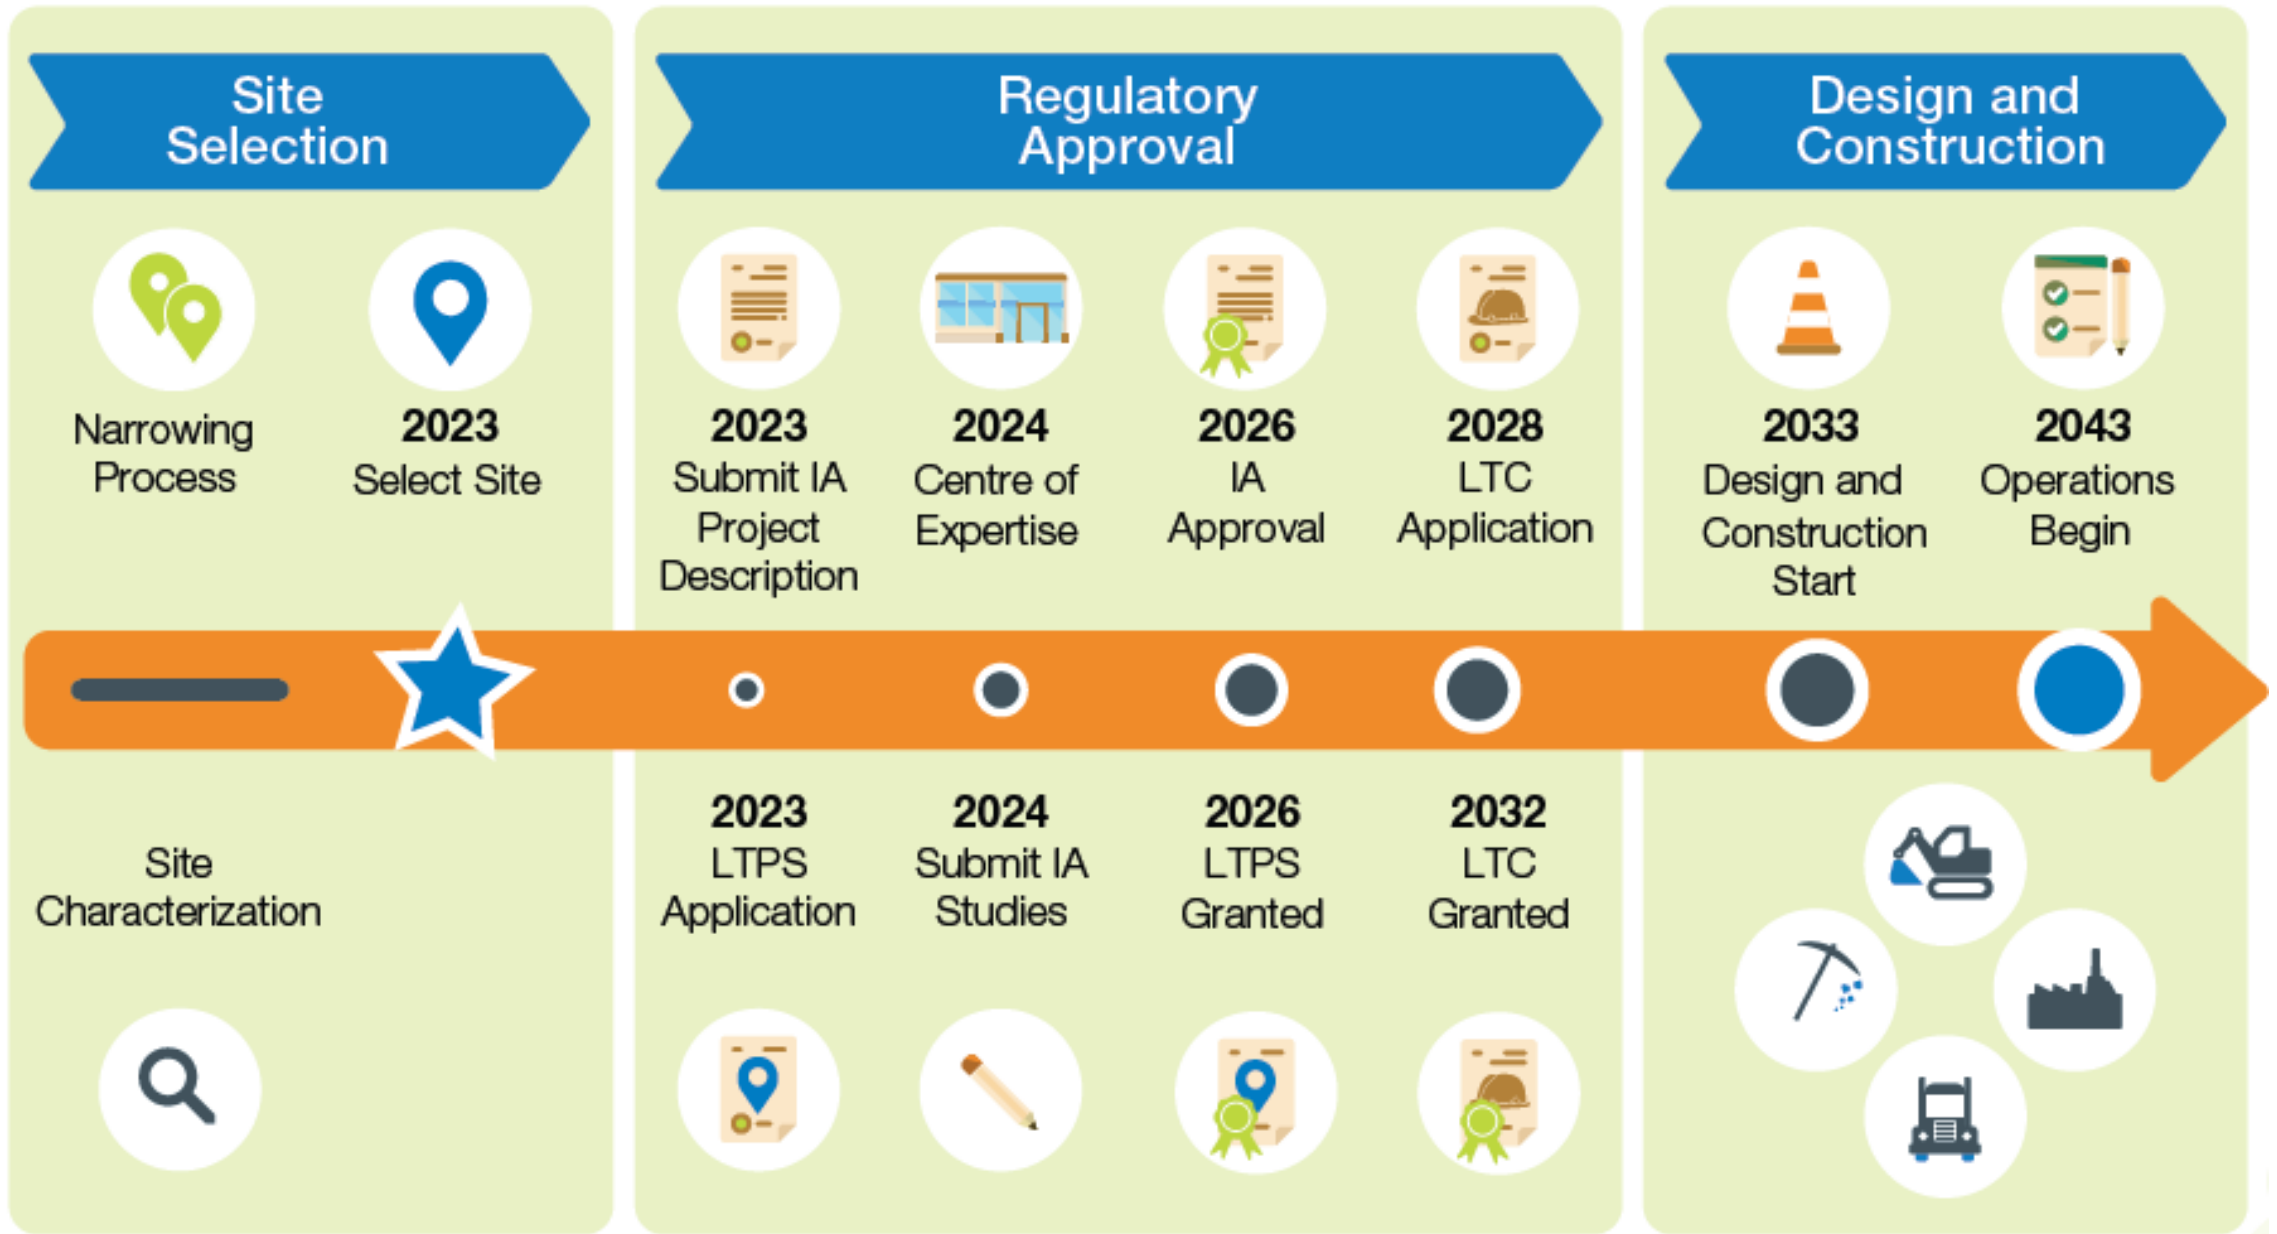 Site
Selection
Regulatory
Approval
Design and
Construction
Narrowing
Process
2023
Select Site
2023
Submit IA
Project
Description
2024
Centre of
Expertise
2026
IA
Approval
2028
LTC
Application
2033
Design and
Construction
Start
2043
Operations
Begin
Site
Characterization
2023
LTPS
Application
2024
Submit IA
Studies
2026
LTPS
Granted
2032
LTC
Granted